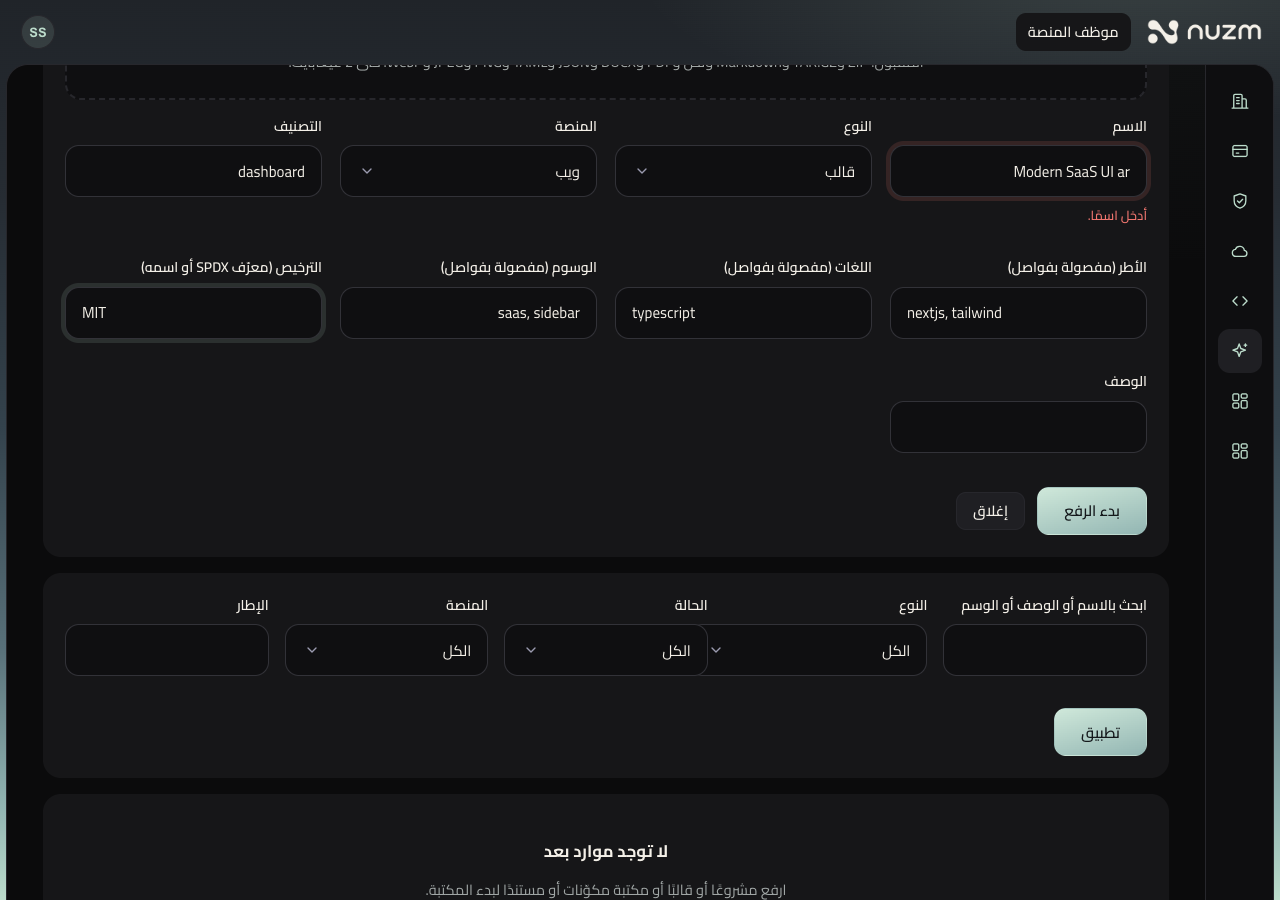 nuzm
موظف المنصة
SS
الاسم
النوع
المنصة
التصنيف
Modern SaaS UI ar
قالب
ويب
dashboard
أدخل اسمًا.
الأطر (مفصولة بفواصل)
اللغات (مفصولة بفواصل)
الوسوم (مفصولة بفواصل)
الترخيص (معرّف SPDX أو اسمه)
nextjs, tailwind
typescript
saas, sidebar
MIT
الوصف
بدء الرفع
إغلاق
ابحث بالاسم أو الوصف أو الوسم
النوع
الحالة
المنصة
الإطار
الكل
الكل
الكل
تطبيق
لا توجد موارد بعد
ارفع مشروعًا أو قالبًا أو مكتبة مكوّنات أو مستندًا لبدء المكتبة.